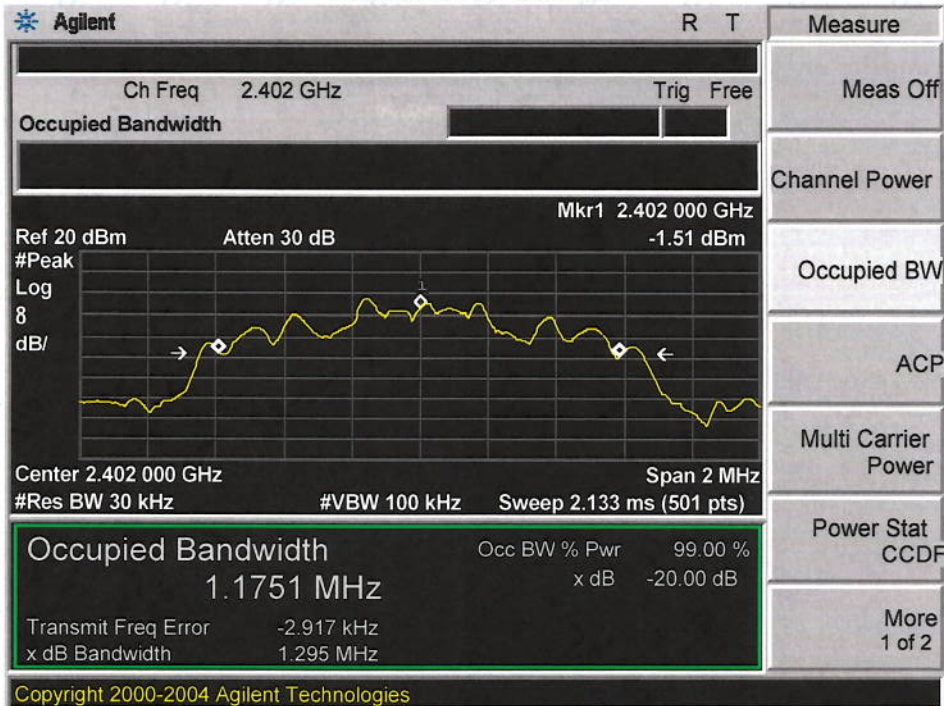 Agilent
R T
Measure
Ch Freq 2.402 GHz
Trig Free
Occupied Bandwidth
Meas Off
Channel Power
Occupied BW
ACP
Multi Carrier
Power
Power Stat
CCDF
More
1 of 2
Mkr1 2.402 000 GHz
Ref 20 dBm Atten 30 dB -1.51 dBm
#Peak
Log
8
dB/
1
Center 2.402 000 GHz Span 2 MHz
#Res BW 30 kHz #VBW 100 kHz Sweep 2.133 ms (501 pts)
Occupied Bandwidth
1.1751 MHz
Occ BW % Pwr 99.00 %
x dB -20.00 dB
Transmit Freq Error -2.917 kHz
x dB Bandwidth 1.295 MHz
Copyright 2000-2004 Agilent Technologies